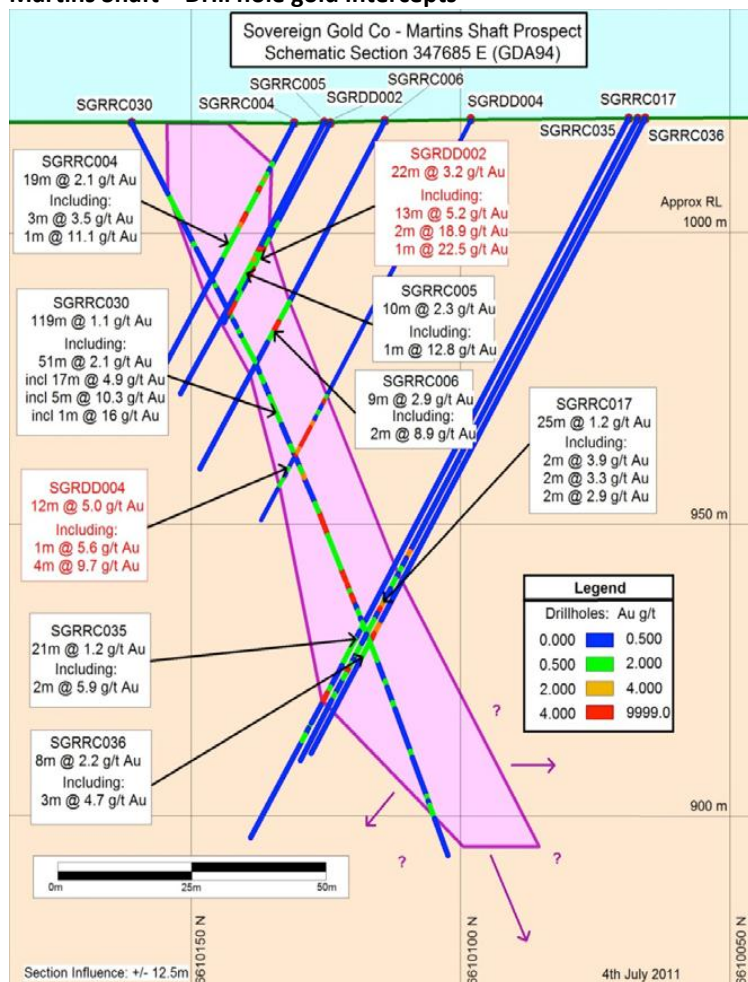 Martins Shaft – Drill hole gold intercepts
Sovereign Gold Co - Martins Shaft Prospect
Schematic Section 347685 E (GDA94)
SGRRC030
SGRRC004
SGRRC005
SGRDD002
SGRRC006
SGRDD004
SGRRC017
SGRRC035
SGRRC036
SGRRC004
19m @ 2.1 g/t Au
Including:
3m @ 3.5 g/t Au
1m @ 11.1 g/t Au
SGRDD002
22m @ 3.2 g/t Au
Including:
13m @ 5.2 g/t Au
2m @ 18.9 g/t Au
1m @ 22.5 g/t Au
Approx RL
1000 m
SGRRC030
119m @ 1.1 g/t Au
Including:
51m @ 2.1 g/t Au
incl 17m @ 4.9 g/t Au
incl 5m @ 10.3 g/t Au
incl 1m @ 16 g/t Au
SGRRC005
10m @ 2.3 g/t Au
Including:
1m @ 12.8 g/t Au
SGRRC006
9m @ 2.9 g/t Au
Including:
2m @ 8.9 g/t Au
SGRRC017
25m @ 1.2 g/t Au
Including:
2m @ 3.9 g/t Au
2m @ 3.3 g/t Au
2m @ 2.9 g/t Au
SGRDD004
12m @ 5.0 g/t Au
Including:
1m @ 5.6 g/t Au
4m @ 9.7 g/t Au
950 m
Legend
Drillholes: Au g/t
0.000 0.500
0.500 2.000
2.000 4.000
4.000 9999.0
SGRRC035
21m @ 1.2 g/t Au
Including:
2m @ 5.9 g/t Au
SGRRC036
8m @ 2.2 g/t Au
Including:
3m @ 4.7 g/t Au
?
900 m
?
?
0m 25m 50m
6610150 N
6610100 N
6610050 N
Section Influence: +/- 12.5m
4th July 2011